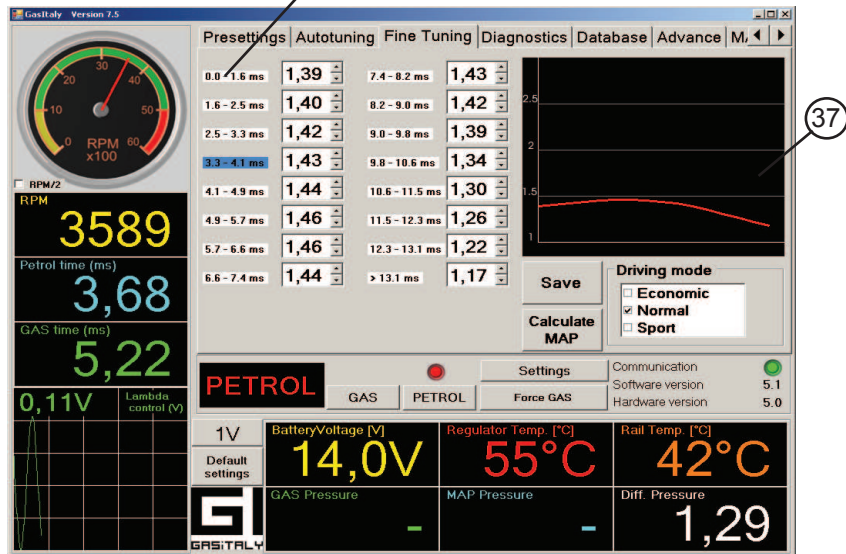 GasItaly Version 7.5
Presettings Autotuning Fine Tuning Diagnostics Database Advance
0 10 20 30 40 50 60
RPM
x100
RPM/2
RPM
3589
Petrol time (ms)
3,68
GAS time (ms)
5,22
0,11V Lambda
control (V)
0.0 - 1.6 ms 1,39 7.4 - 8.2 ms 1,43
1.6 - 2.5 ms 1,40 8.2 - 9.0 ms 1,42
2.5 - 3.3 ms 1,42 9.0 - 9.8 ms 1,39
3.3 - 4.1 ms 1,43 9.8 - 10.6 ms 1,34
4.1 - 4.9 ms 1,44 10.6 - 11.5 ms 1,30
4.9 - 5.7 ms 1,46 11.5 - 12.3 ms 1,26
5.7 - 6.6 ms 1,46 12.3 - 13.1 ms 1,22
6.6 - 7.4 ms 1,44 > 13.1 ms 1,17
2.5
2
1.5
1
37
Save
Calculate
MAP
Driving mode
Economic
Normal
Sport
PETROL
GAS PETROL
Settings
Force GAS
Communication
Software version 5.1
Hardware version 5.0
1V
Default
settings
GASITALY
BatteryVoltage [V]
14,0V
Regulator Temp. [°C]
55°C
Rail Temp. [°C]
42°C
GAS Pressure
-
MAP Pressure
-
Diff. Pressure
1,29